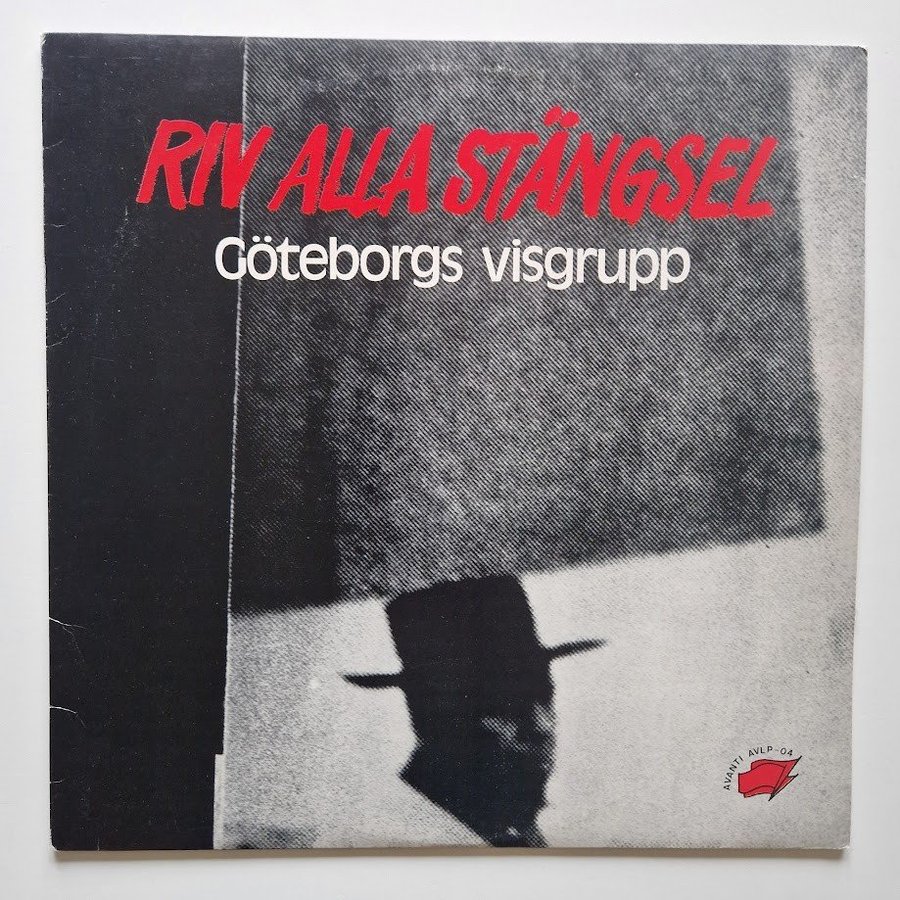 RIV ALLA STÄNGSEL
Göteborgs visgrupp
AVANTI AVLP-04